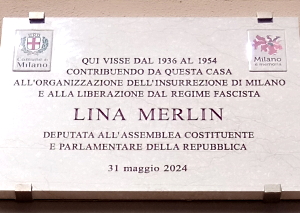 Comune di
Milano
Milano
è memoria
QUI VISSE DAL 1936 AL 1954
CONTRIBUENDO DA QUESTA CASA
ALL'ORGANIZZAZIONE DELL'INSURREZIONE DI MILANO
E ALLA LIBERAZIONE DAL REGIME FASCISTA
LINA MERLIN
DEPUTATA ALL'ASSEMBLEA COSTITUENTE
E PARLAMENTARE DELLA REPUBBLICA
31 maggio 2024